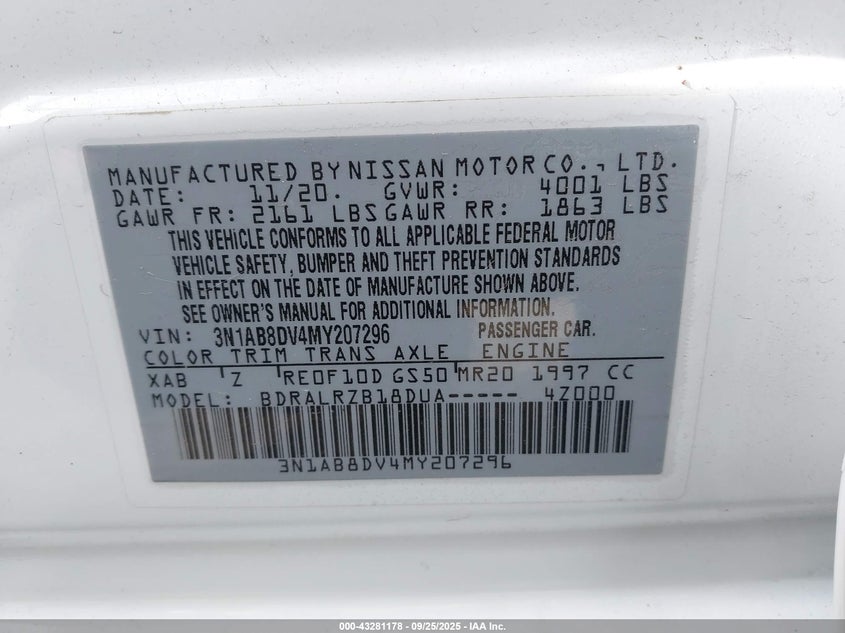 MANUFACTURED BY NISSAN MOTOR CO., LTD.
DATE: 11/20. GVWR: 4001 LBS
GAWR FR: 2161 LBS GAWR RR: 1863 LBS
THIS VEHICLE CONFORMS TO ALL APPLICABLE FEDERAL MOTOR
VEHICLE SAFETY, BUMPER AND THEFT PREVENTION STANDARDS
IN EFFECT ON THE DATE OF MANUFACTURE SHOWN ABOVE.
SEE OWNER'S MANUAL FOR ADDITIONAL INFORMATION.
VIN: 3N1AB8DV4MY207296 PASSENGER CAR.
COLOR TRIM TRANS AXLE ENGINE
XAB Z RE0F10D GS50 MR20 1997 CC
MODEL: BDRALRZB18DUA----- 4Z000
3N1AB8DV4MY207296
000-43281178 - 09/25/2025 - IAA Inc.